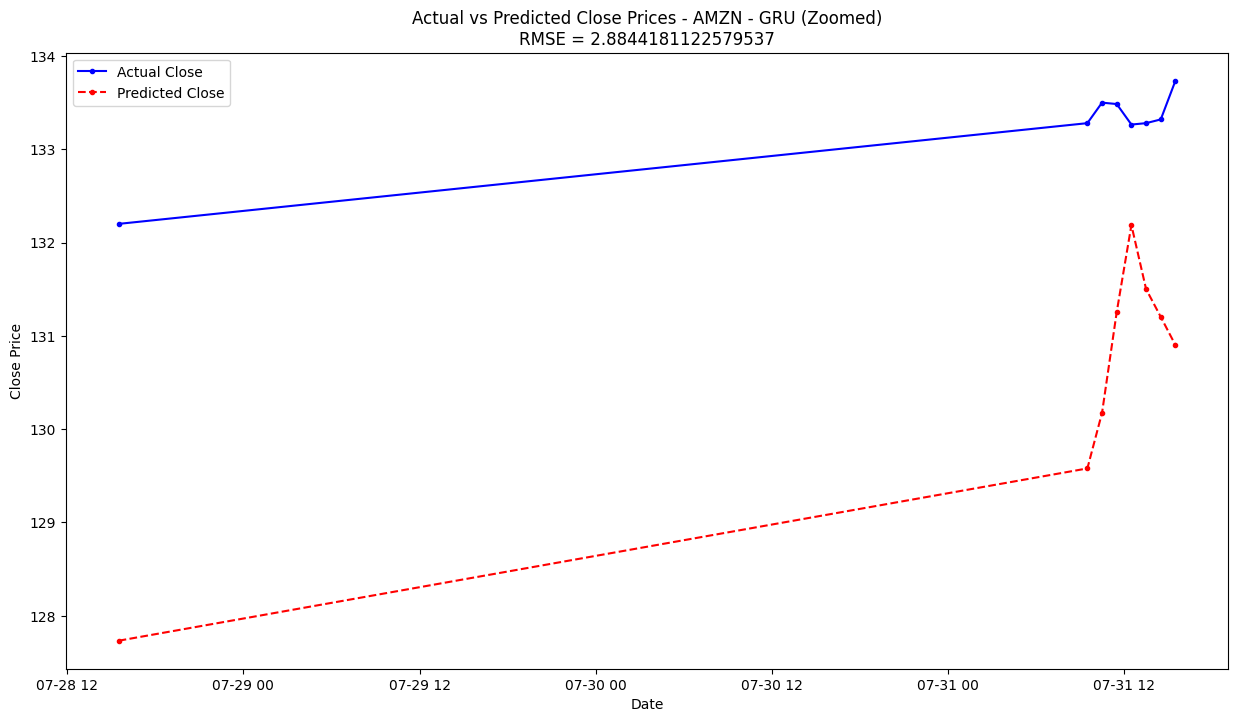 Actual vs Predicted Close Prices - AMZN - GRU (Zoomed)
RMSE = 2.8844181122579537
Actual Close
Predicted Close
134
133
132
131
130
129
128
Close Price
07-28 12
07-29 00
07-29 12
07-30 00
07-30 12
07-31 00
07-31 12
Date